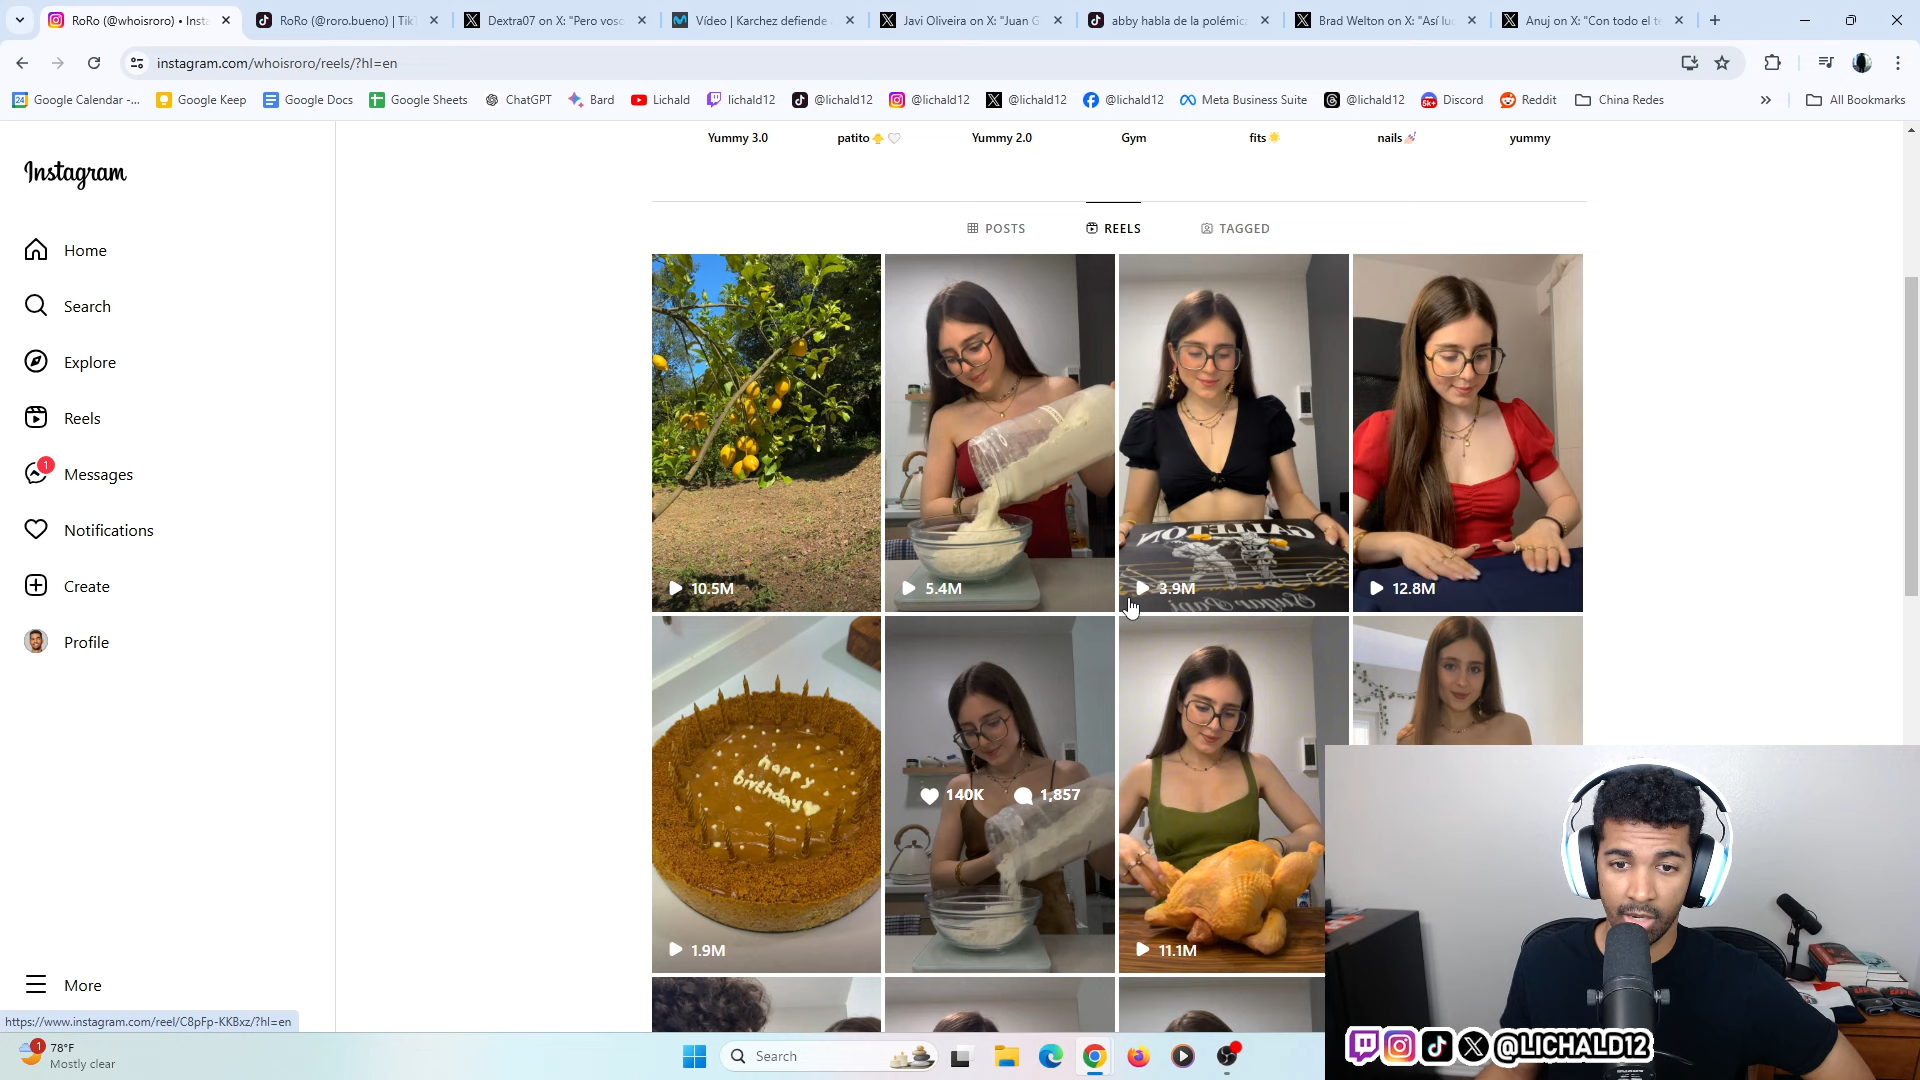 RoRo (@whoisroro) • Inst
RoRo (@roro.bueno) | Tik
Dextra07 on X: "Pero voso
Vídeo | Karchez defiende
Javi Oliveira on X: "Juan G
abby habla de la polémic
Brad Welton on X: "Así lu
Anuj on X: "Con todo el t
instagram.com/whoisroro/reels/?hl=en
Google Calendar -...
Google Keep
Google Docs
Google Sheets
ChatGPT
Bard
Lichald
lichald12
@lichald12
@lichald12
@lichald12
@lichald12
Meta Business Suite
@lichald12
Discord
Reddit
China Redes
All Bookmarks
Yummy 3.0
patito
Yummy 2.0
Gym
fits
nails
yummy
Instagram
Home
Search
Explore
Reels
1
Messages
Notifications
Create
Profile
More
POSTS
REELS
TAGGED
10.5M
5.4M
3.9M
12.8M
happy
birthday
1.9M
140K
1,857
11.1M
https://www.instagram.com/reel/C8pFp-KKBxz/?hl=en
1
78°F
Mostly clear
Search
@LICHALD12